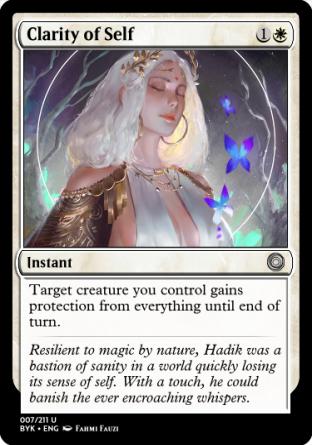 Clarity of Self 1
Instant
Target creature you control gains
protection from everything until end of
turn.
Resilient to magic by nature, Hadik was a
bastion of sanity in a world quickly losing
its sense of self. With a touch, he could
banish the ever encroaching whispers.
007/211 U
BYK • ENG Fahmi Fauzi